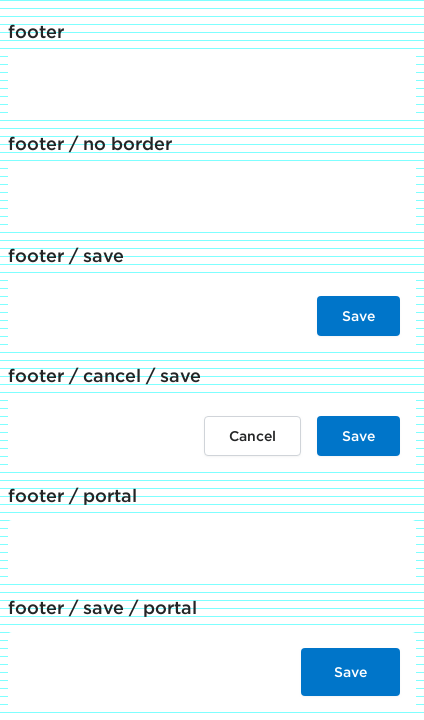 footer
footer / no border
footer / save
Save
footer / cancel / save
Cancel Save
footer / portal
footer / save / portal
Save